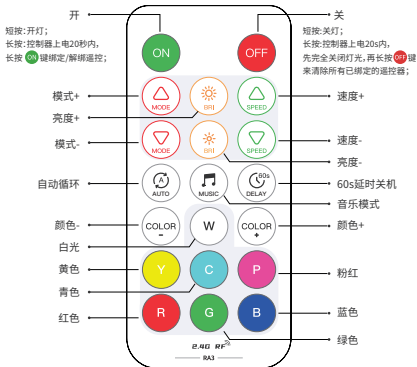 开
短按:开灯;
长按:控制器上电20秒内,
长按 ON 键绑定/解绑遥控;
关
短按:关灯;
长按:控制器上电20s内,
先完全关闭灯光,再长按 OFF 键
来清除所有已绑定的遥控器;
ON
OFF
模式+
MODE
BRI
SPEED
速度+
亮度+
模式-
MODE
BRI
SPEED
速度-
亮度-
自动循环
A
AUTO
MUSIC
60s
DELAY
60s延时关机
音乐模式
颜色-
COLOR
-
W
COLOR
+
颜色+
白光
黄色
Y
C
P
粉红
青色
红色
R
G
B
蓝色
绿色
2.4G RF
RA3